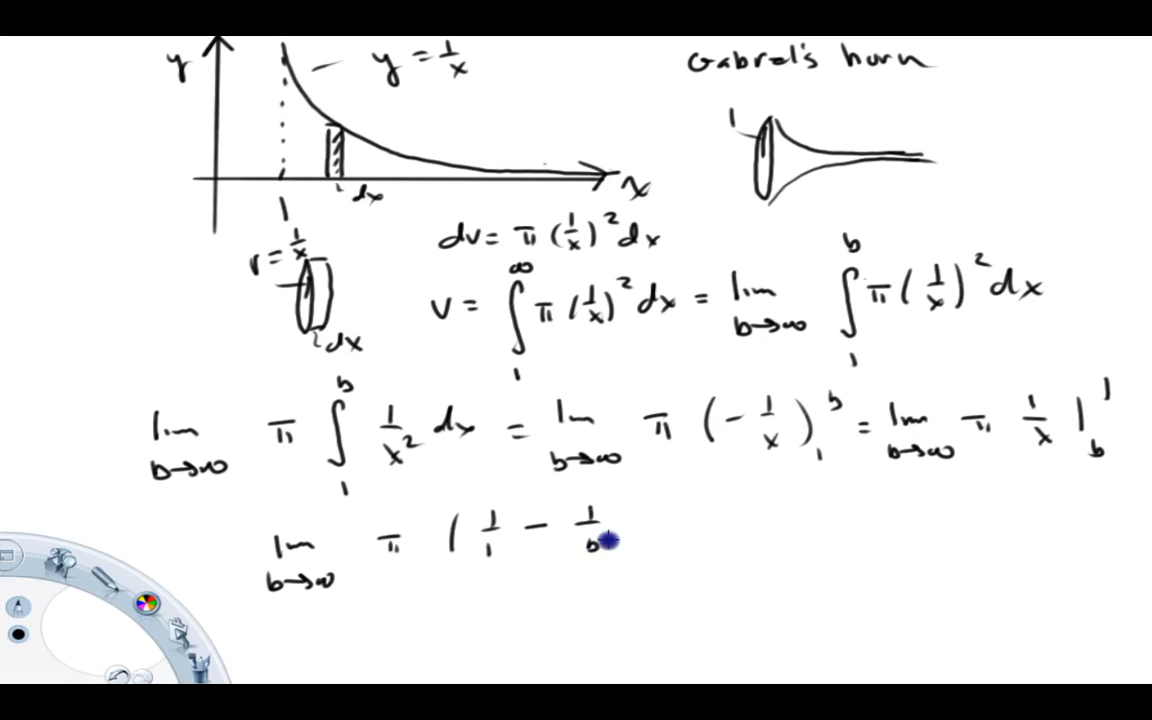 y
y = 1/x
Gabrel's horn
1
x
1
dx
r = 1/x
dx
dv = π (1/x)² dx
v = ∫₁^∞ π (1/x)² dx = lim b→∞ ∫₁^b π (1/x)² dx
lim b→∞ π ∫₁^b 1/x² dx = lim b→∞ π (- 1/x)₁^b = lim b→∞ π 1/x |_b^1
lim b→∞ π ( 1/1 - 1/b